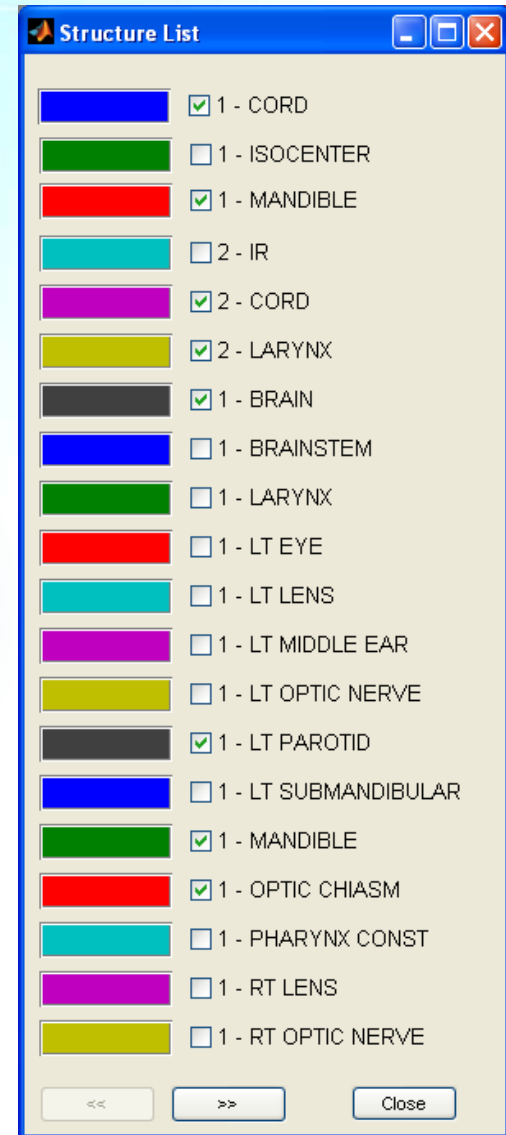 Structure List
1 - CORD
1 - ISOCENTER
1 - MANDIBLE
2 - IR
2 - CORD
2 - LARYNX
1 - BRAIN
1 - BRAINSTEM
1 - LARYNX
1 - LT EYE
1 - LT LENS
1 - LT MIDDLE EAR
1 - LT OPTIC NERVE
1 - LT PAROTID
1 - LT SUBMANDIBULAR
1 - MANDIBLE
1 - OPTIC CHIASM
1 - PHARYNX CONST
1 - RT LENS
1 - RT OPTIC NERVE
<< >> Close